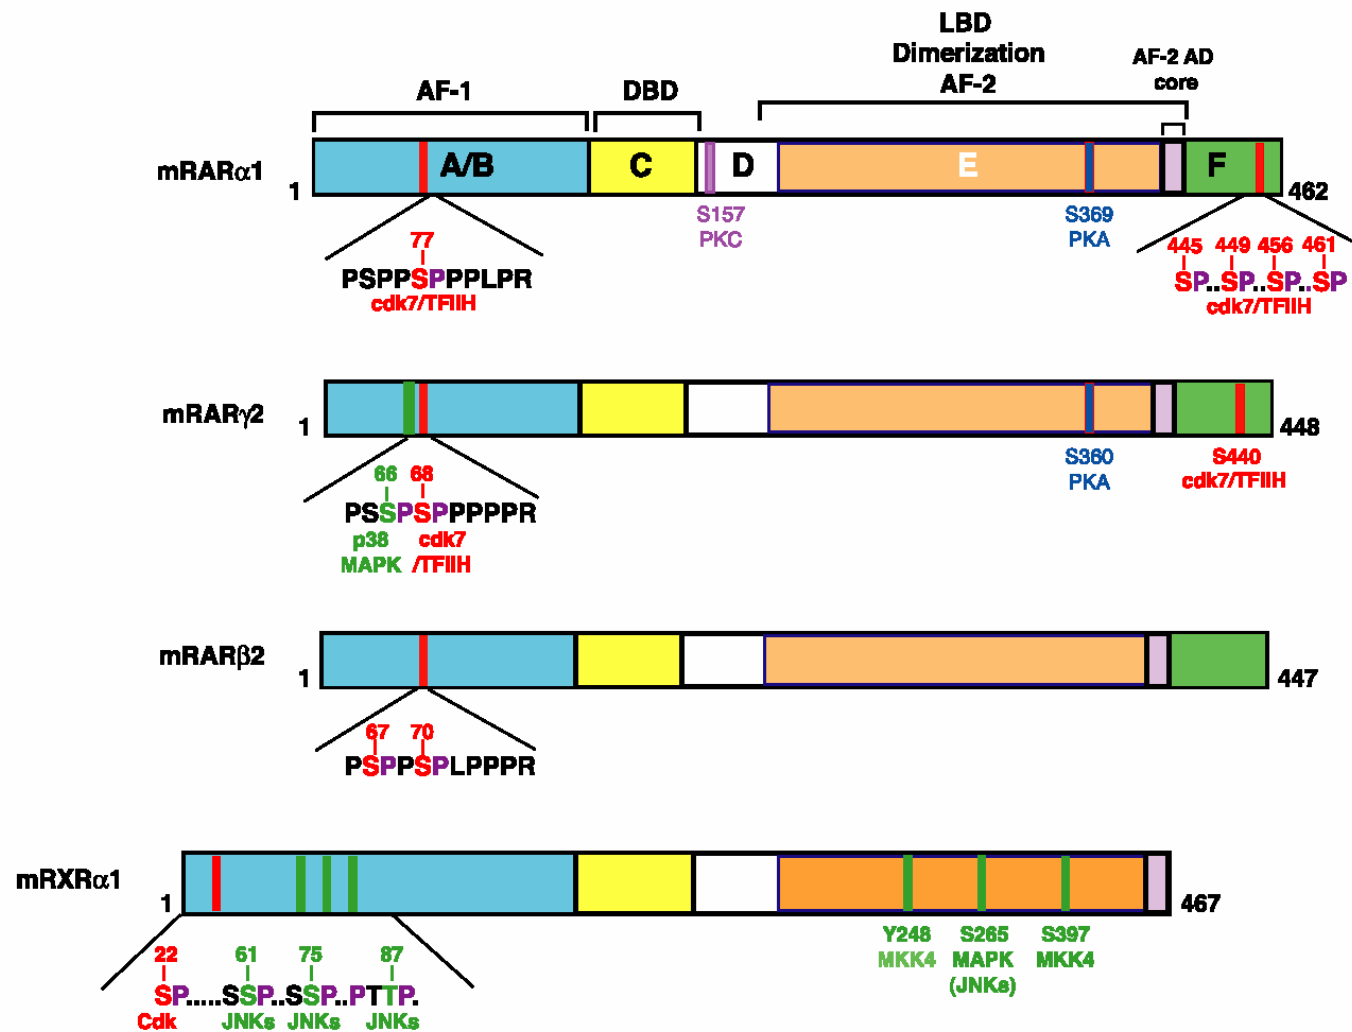 LBD
Dimerization
AF-2
AF-2 AD
core
AF-1
DBD
mRARα1
1
A/B
C
D
E
F
462
S157
PKC
S369
PKA
77
PSPPSPPPLPR
cdk7/TFIIH
445 449 456 461
SP..SP..SP..SP
cdk7/TFIIH
mRARγ2
1
448
S360
PKA
S440
cdk7/TFIIH
66 68
PSSPSPPPPPR
p38 cdk7
MAPK /TFIIH
mRARβ2
1
447
67 70
PSPPSPLPPPR
mRXRα1
1
467
Y248 S265 S397
MKK4 MAPK MKK4
(JNKs)
22 61 75 87
SP.....SSP..SSP..PTTP.
Cdk JNKs JNKs JNKs